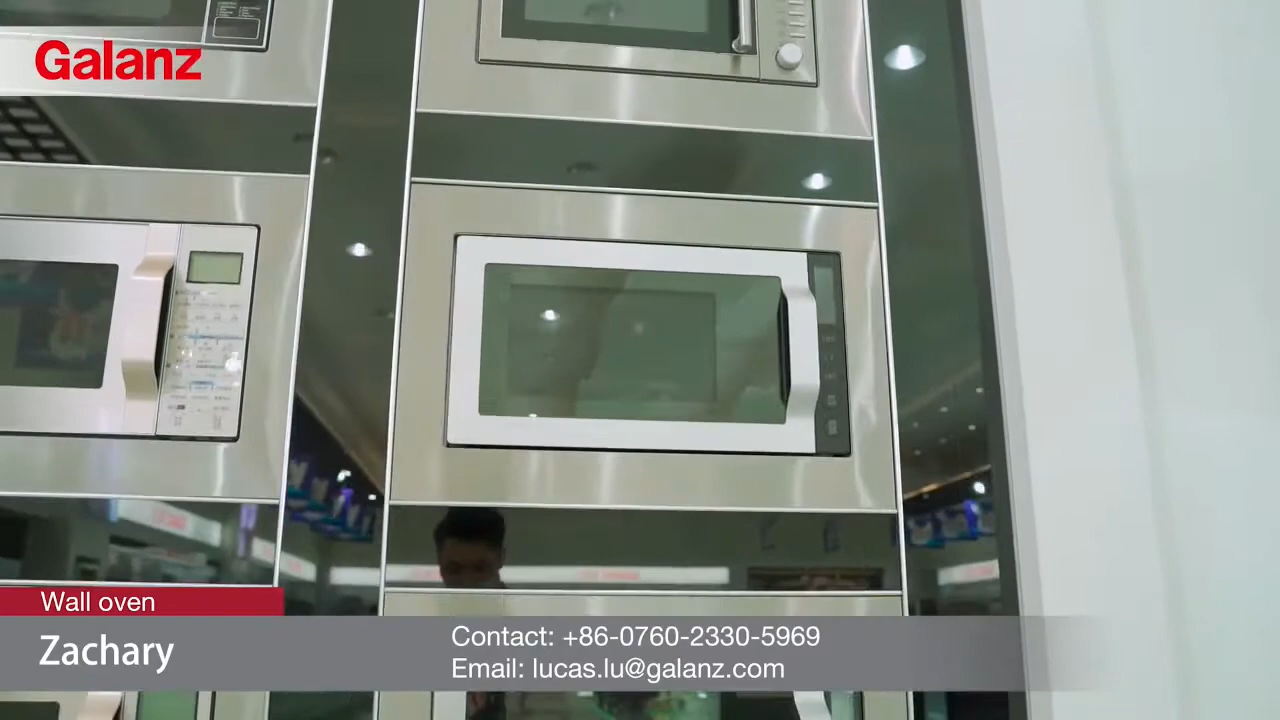 Galanz
Wall oven
Zachary
Contact: +86-0760-2330-5969
Email: lucas.lu@galanz.com